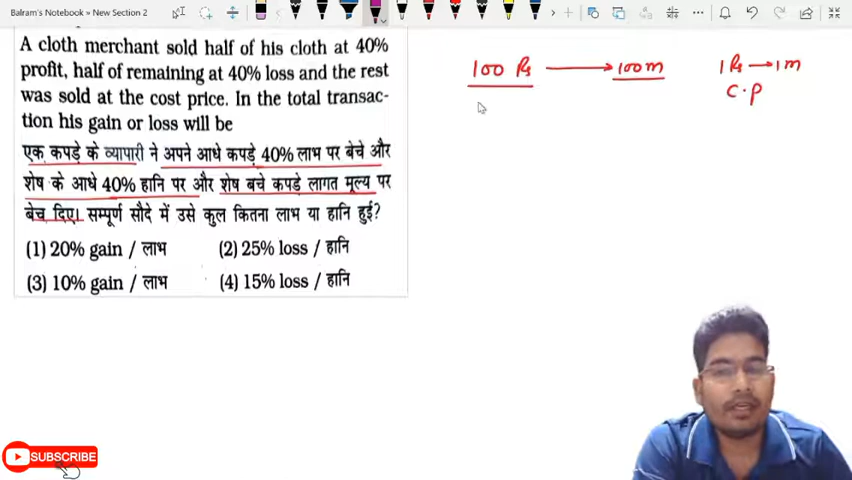 Balram's Notebook » New Section 2
A cloth merchant sold half of his cloth at 40%
profit, half of remaining at 40% loss and the rest
was sold at the cost price. In the total transac-
tion his gain or loss will be
एक कपड़े के व्यापारी ने अपने आधे कपड़े 40% लाभ पर बेचे और
शेष के आधे 40% हानि पर और शेष बचे कपड़े लागत मूल्य पर
बेच दिए। सम्पूर्ण सौदे में उसे कुल कितना लाभ या हानि हुई?
(1) 20% gain / लाभ (2) 25% loss / हानि
(3) 10% gain / लाभ (4) 15% loss / हानि
100 Rs → 100m 1 Rs → 1m
C.P
SUBSCRIBE